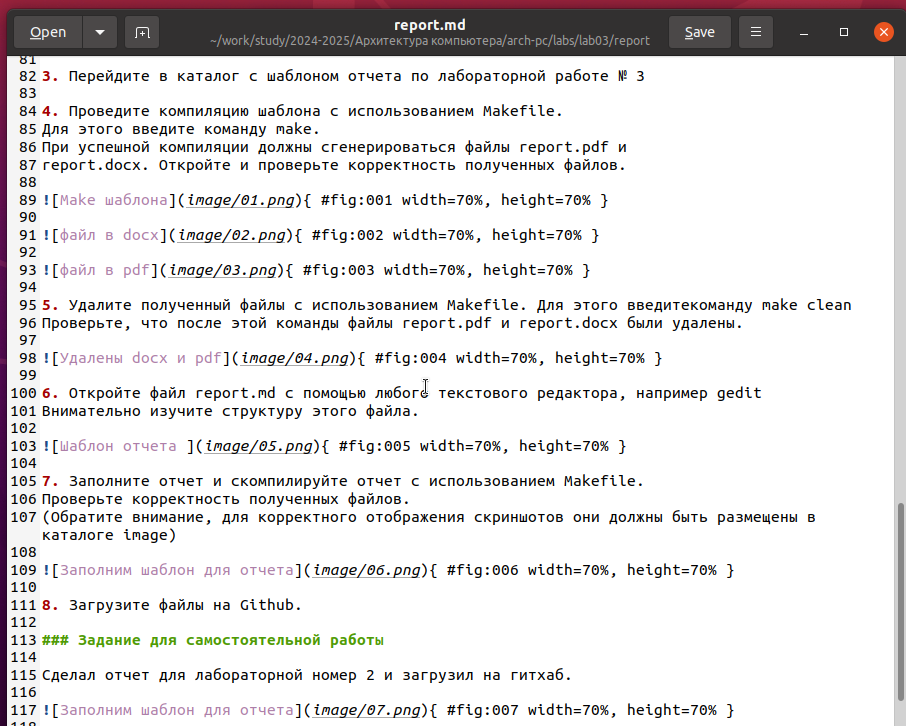 Open
report.md
~/work/study/2024-2025/Архитектура компьютера/arch-pc/labs/lab03/report
Save
81
82 3. Перейдите в каталог с шаблоном отчета по лабораторной работе № 3
83
84 4. Проведите компиляцию шаблона с использованием Makefile.
85 Для этого введите команду make.
86 При успешной компиляции должны сгенерироваться файлы report.pdf и
87 report.docx. Откройте и проверьте корректность полученных файлов.
88
89 ![Make шаблона](image/01.png){ #fig:001 width=70%, height=70% }
90
91 ![файл в docx](image/02.png){ #fig:002 width=70%, height=70% }
92
93 ![файл в pdf](image/03.png){ #fig:003 width=70%, height=70% }
94
95 5. Удалите полученный файлы с использованием Makefile. Для этого введитекоманду make clean
96 Проверьте, что после этой команды файлы report.pdf и report.docx были удалены.
97
98 ![Удалены docx и pdf](image/04.png){ #fig:004 width=70%, height=70% }
99
100 6. Откройте файл report.md с помощью любого текстового редактора, например gedit
101 Внимательно изучите структуру этого файла.
102
103 ![Шаблон отчета ](image/05.png){ #fig:005 width=70%, height=70% }
104
105 7. Заполните отчет и скомпилируйте отчет с использованием Makefile.
106 Проверьте корректность полученных файлов.
107 (Обратите внимание, для корректного отображения скриншотов они должны быть размещены в
каталоге image)
108
109 ![Заполним шаблон для отчета](image/06.png){ #fig:006 width=70%, height=70% }
110
111 8. Загрузите файлы на Github.
112
113 ### Задание для самостоятельной работы
114
115 Сделал отчет для лабораторной номер 2 и загрузил на гитхаб.
116
117 ![Заполним шаблон для отчета](image/07.png){ #fig:007 width=70%, height=70% }
118